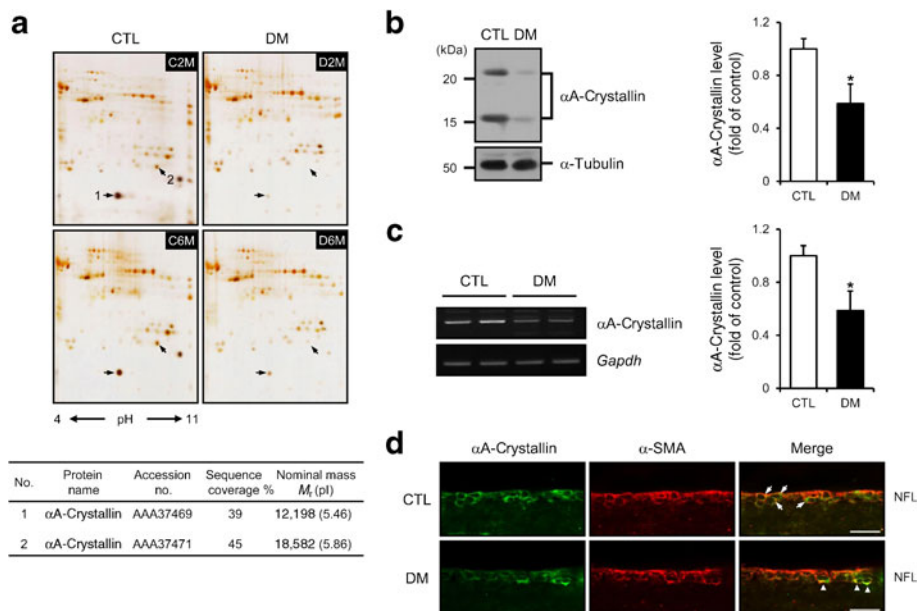 a
CTL
DM
C2M
D2M
1
2
C6M
D6M
4
pH
11
No.
Protein name
Accession no.
Sequence coverage %
Nominal mass Mr (pI)
1 αA-Crystallin AAA37469 39 12,198 (5.46)
2 αA-Crystallin AAA37471 45 18,582 (5.86)
b
(kDa)
CTL DM
20
15
50
αA-Crystallin
α-Tubulin
αA-Crystallin level
(fold of control)
1.2
0.8
0.4
0
*
CTL
DM
c
CTL
DM
αA-Crystallin
Gapdh
αA-Crystallin level
(fold of control)
1.2
0.8
0.4
0
*
CTL
DM
d
αA-Crystallin
α-SMA
Merge
CTL
NFL
DM
NFL